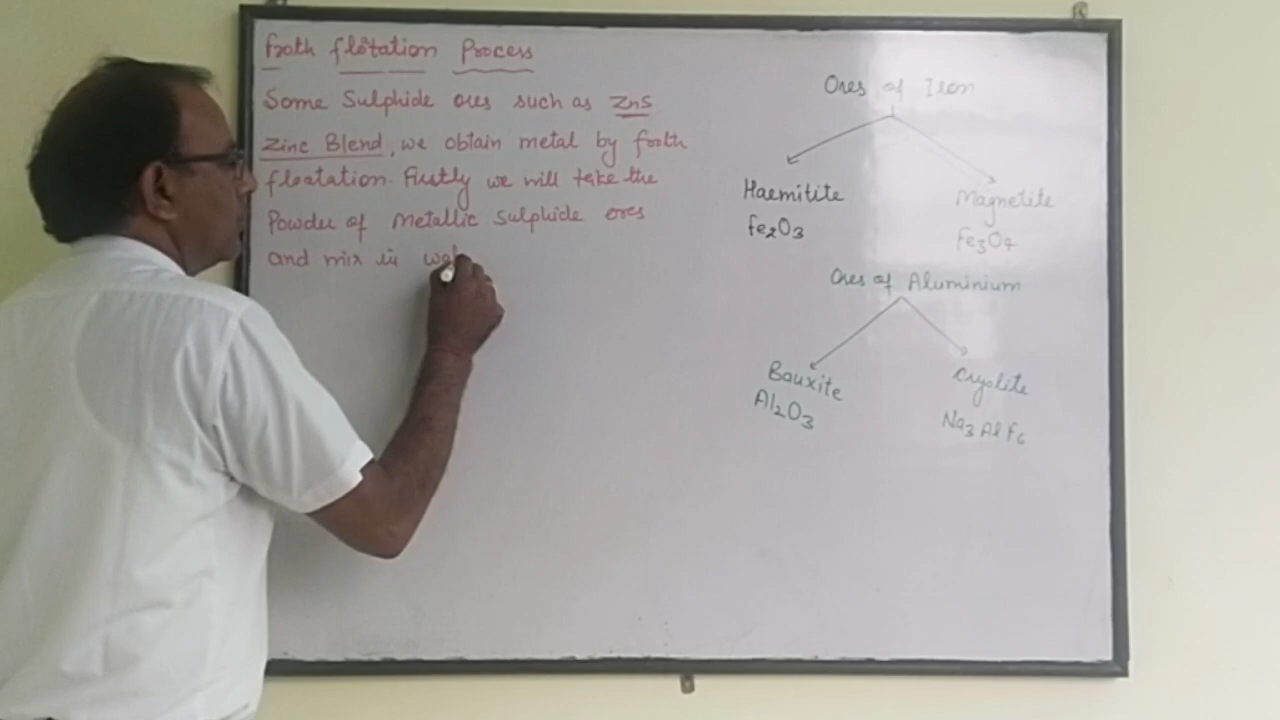 Froth flotation Process
Some Sulphide ores such as ZnS
Zinc Blend, we obtain metal by froth
floatation. Firstly we will take the
Powder of Metallic Sulphide ores
and mix in
Ores of Iron
Haemitite
Magnetite
Fe₂O₃
Fe₃O₄
Ores of Aluminium
Bauxite
Cryolite
Al₂O₃
Na₃AlF₆